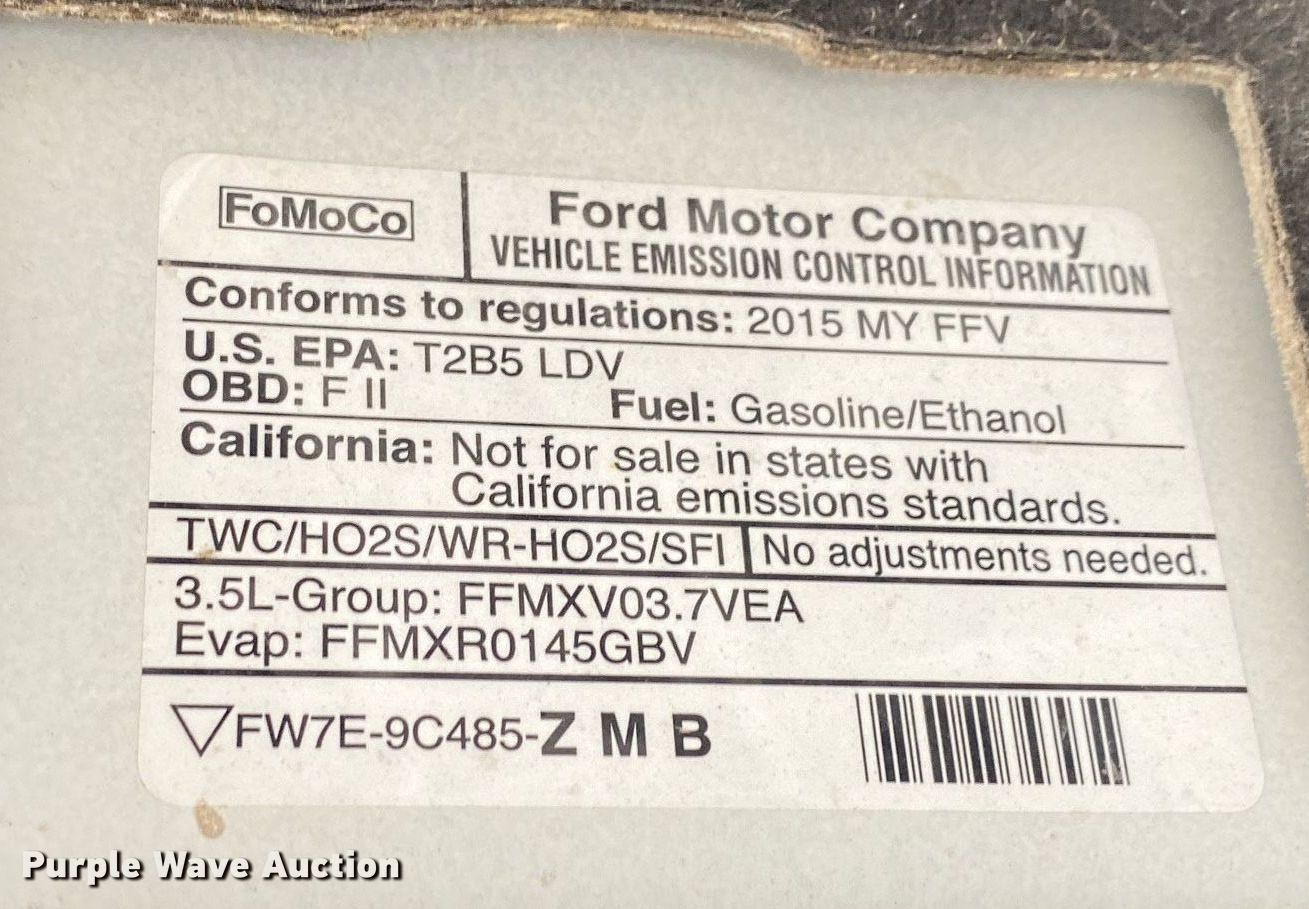 FoMoCo
Ford Motor Company
VEHICLE EMISSION CONTROL INFORMATION
Conforms to regulations: 2015 MY FFV
U.S. EPA: T2B5 LDV
OBD: F II Fuel: Gasoline/Ethanol
California: Not for sale in states with
California emissions standards.
TWC/HO2S/WR-HO2S/SFI No adjustments needed.
3.5L-Group: FFMXV03.7VEA
Evap: FFMXR0145GBV
FW7E-9C485-Z M B
Purple Wave Auction